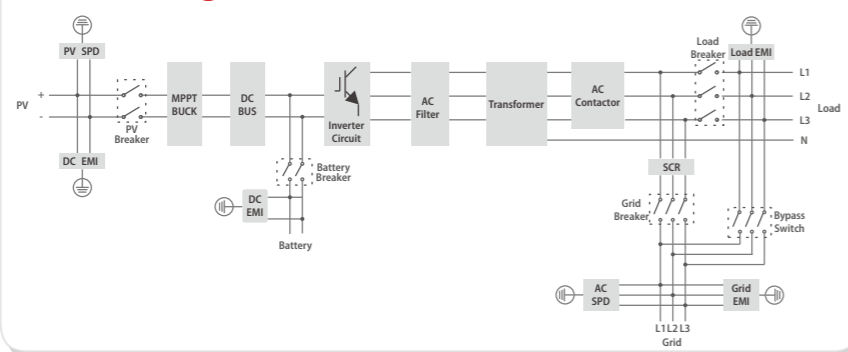 PV SPD
PV
+
-
PV
Breaker
DC EMI
MPPT
BUCK
DC
BUS
Battery
Breaker
DC
EMI
Battery
Inverter
Circuit
AC
Filter
Transformer
AC
Contactor
Load
Breaker
Load EMI
L1
L2
L3
N
Load
SCR
Grid
Breaker
Bypass
Switch
AC
SPD
Grid
EMI
L1 L2 L3
Grid